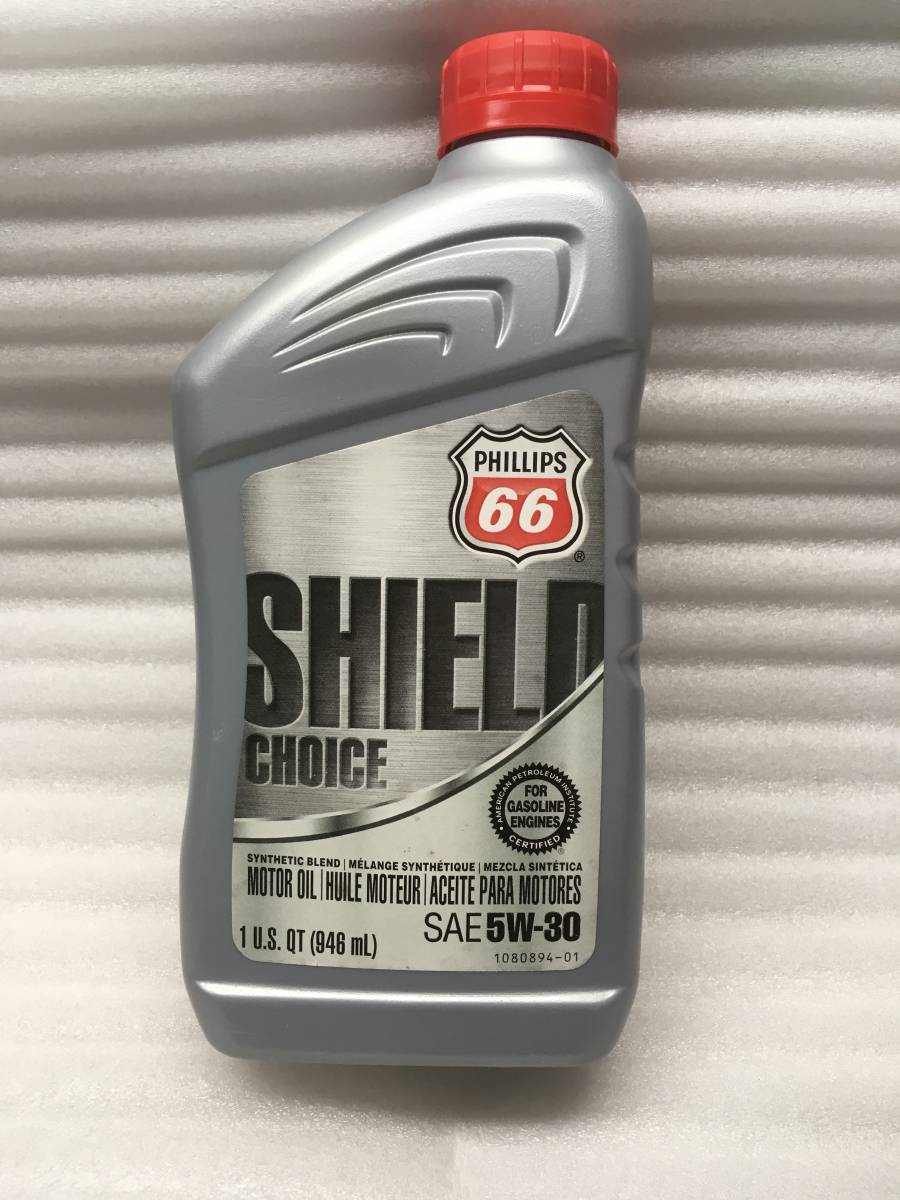 PHILLIPS
66
®
SHIELD
CHOICE
AMERICAN PETROLEUM INSTITUTE
FOR
GASOLINE
ENGINES
CERTIFIED
®
SYNTHETIC BLEND | MÉLANGE SYNTHÉTIQUE | MEZCLA SINTÉTICA
MOTOR OIL | HUILE MOTEUR | ACEITE PARA MOTORES
SAE 5W-30
1 U.S. QT (946 mL)
1080894-01